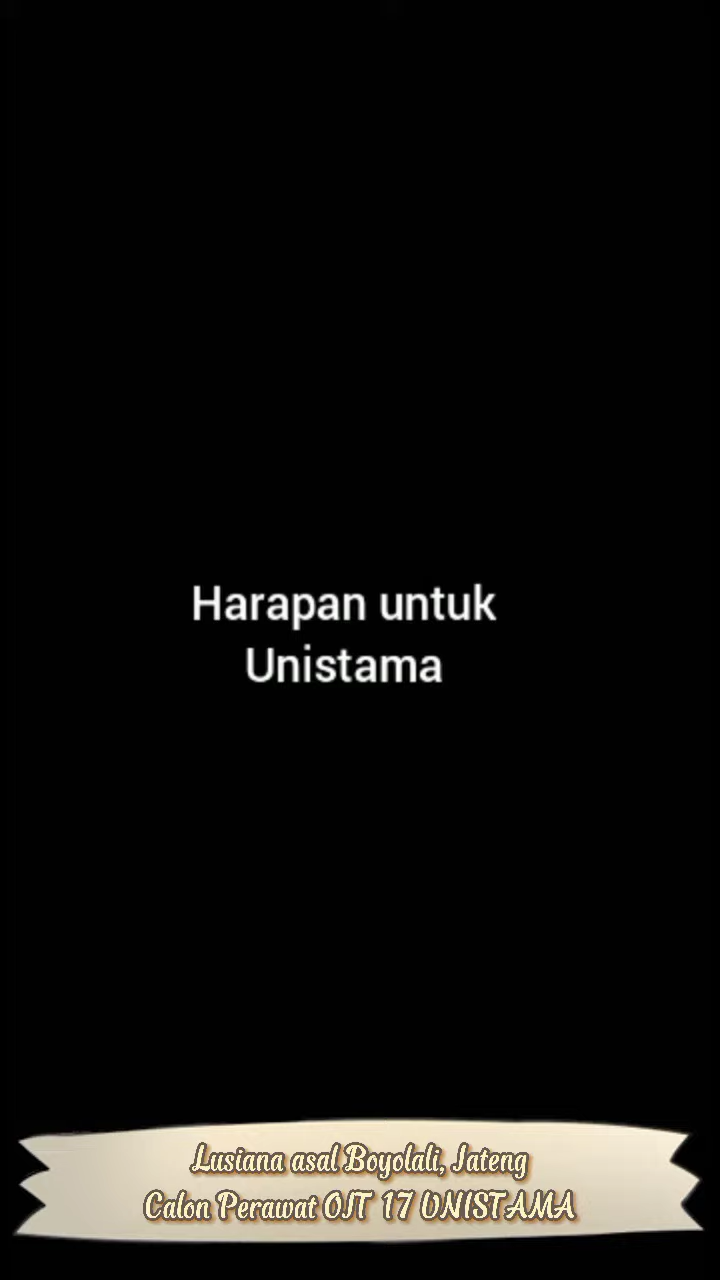 Harapan untuk
Unistama
Lusiana asal Boyolali, Jateng
Calon Perawat OJT 17 UNISTAMA